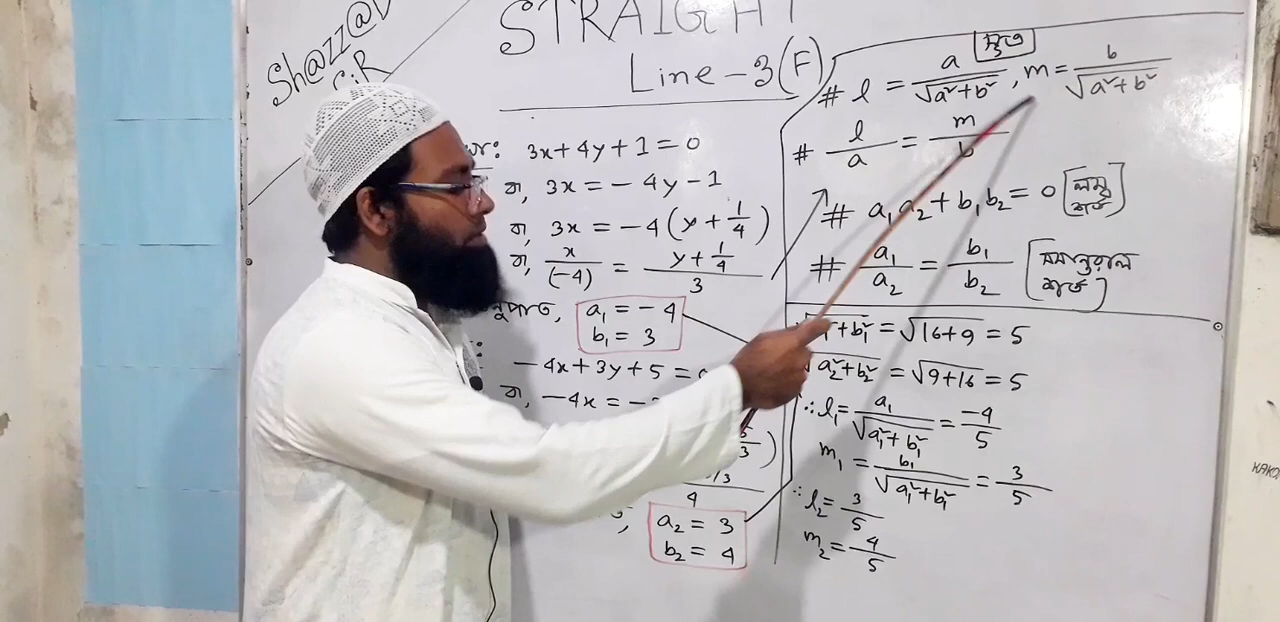 Sh@zz@D
SiR
STRAIGHT
Line - 3 (F)
3x + 4y + 1 = 0
বা, 3x = - 4y - 1
বা, 3x = -4 (y + 1/4)
বা, x/(-4) = (y + 1/4)/3
a₁ = - 4
b₁ = 3
-4x + 3y + 5 =
বা, -4x = -
4
a₂ = 3
b₂ = 4
সূত্র
# l = a/√(a² + b²), m = b/√(a² + b²)
# l/a = m/b
# a₁a₂ + b₁b₂ = 0 [লম্ব
শর্ত]
# a₁/a₂ = b₁/b₂ [সমান্তরাল
শর্ত]
+ b₁² = √(16 + 9) = 5
√(a₂² + b₂²) = √(9 + 16) = 5
∴ l₁ = a₁/√(a₁² + b₁²) = -4/5
m₁ = b₁/√(a₁² + b₁²) = 3/5
∴ l₂ = 3/5
m₂ = 4/5